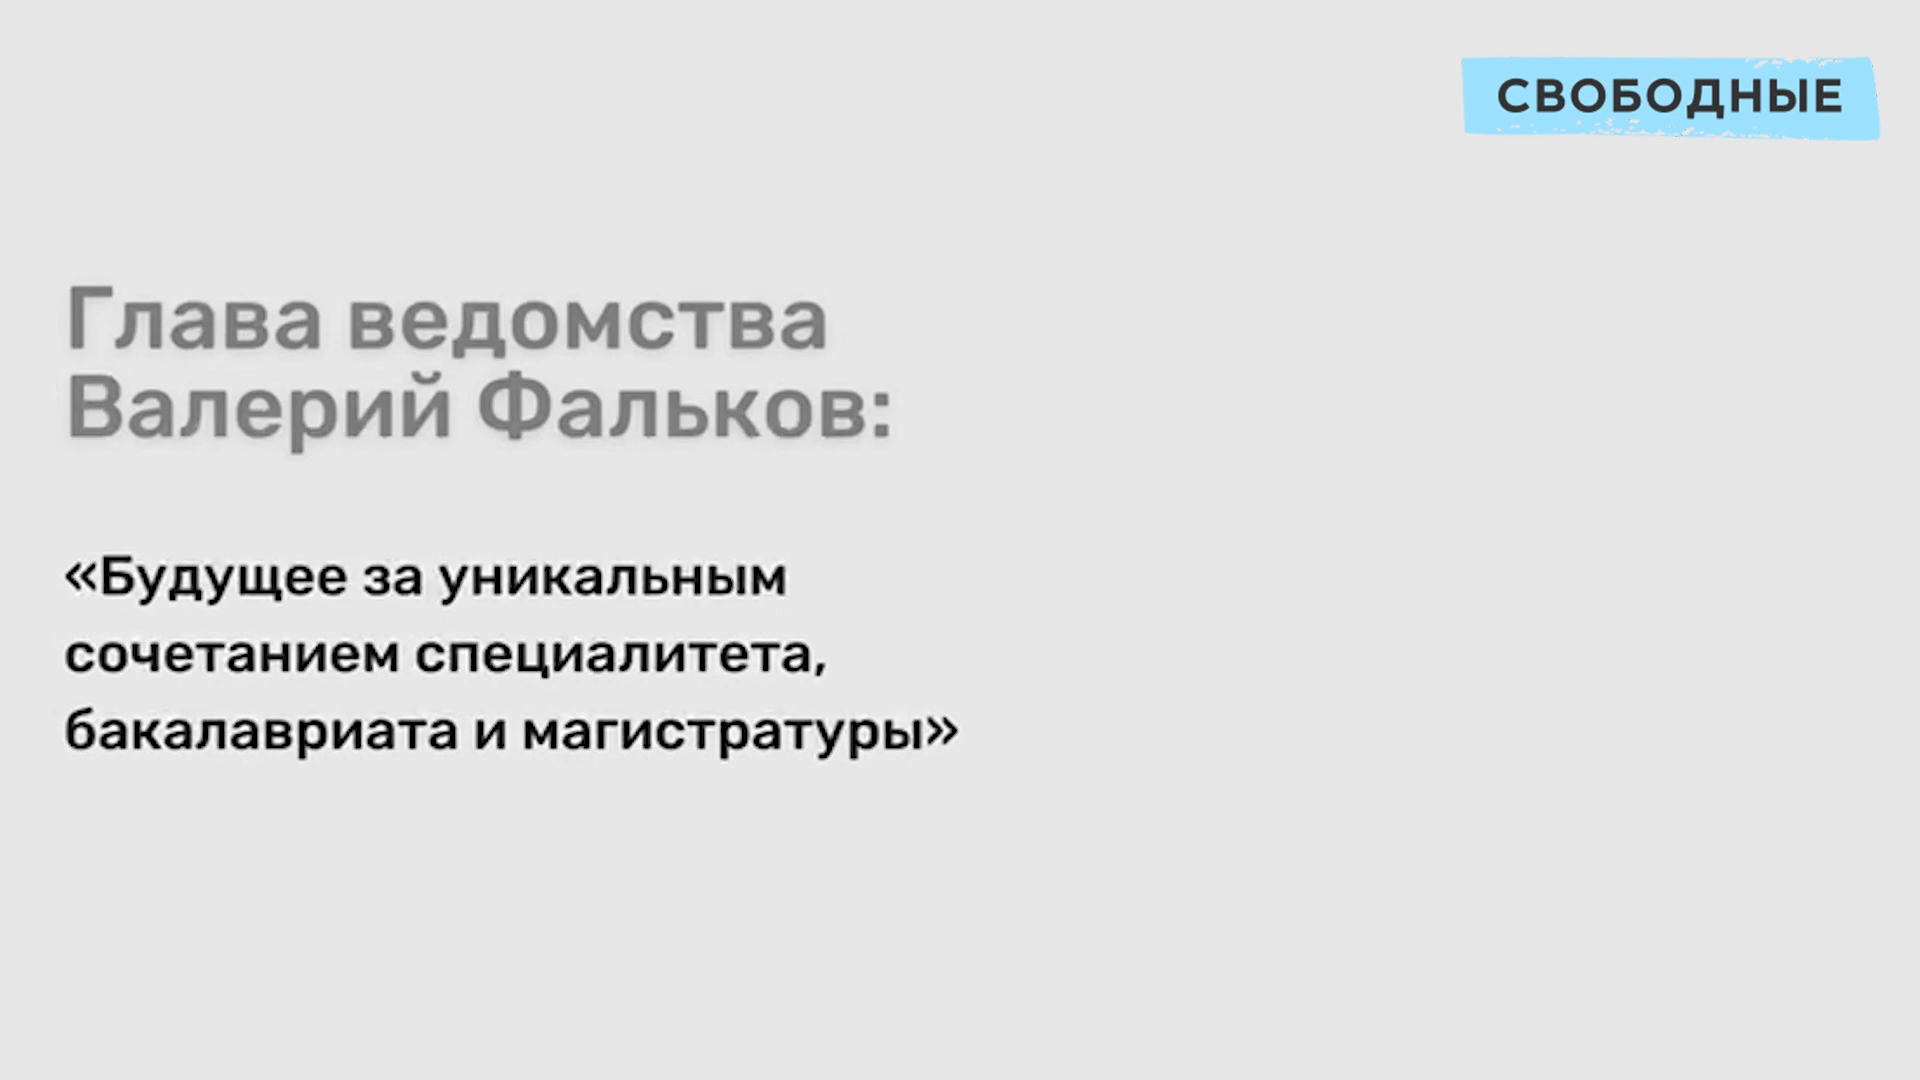 СВОБОДНЫЕ
Глава ведомства
Валерий Фальков:
«Будущее за уникальным
сочетанием специалитета,
бакалавриата и магистратуры»